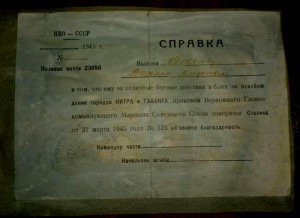 НКО — СССР
СПРАВКА
1945 г.
№
Полевая почта 23656
Выдана
в том, что ему за отличные боевые действия в боях за освобож-
дение городов НИТРА и ГАЛАНТА приказом Верховного Главно-
командующего Маршала Советского Союза товарища Сталина
от 31 марта 1945 года № 323 объявлена благодарность.
Командир части
Начальник штаба